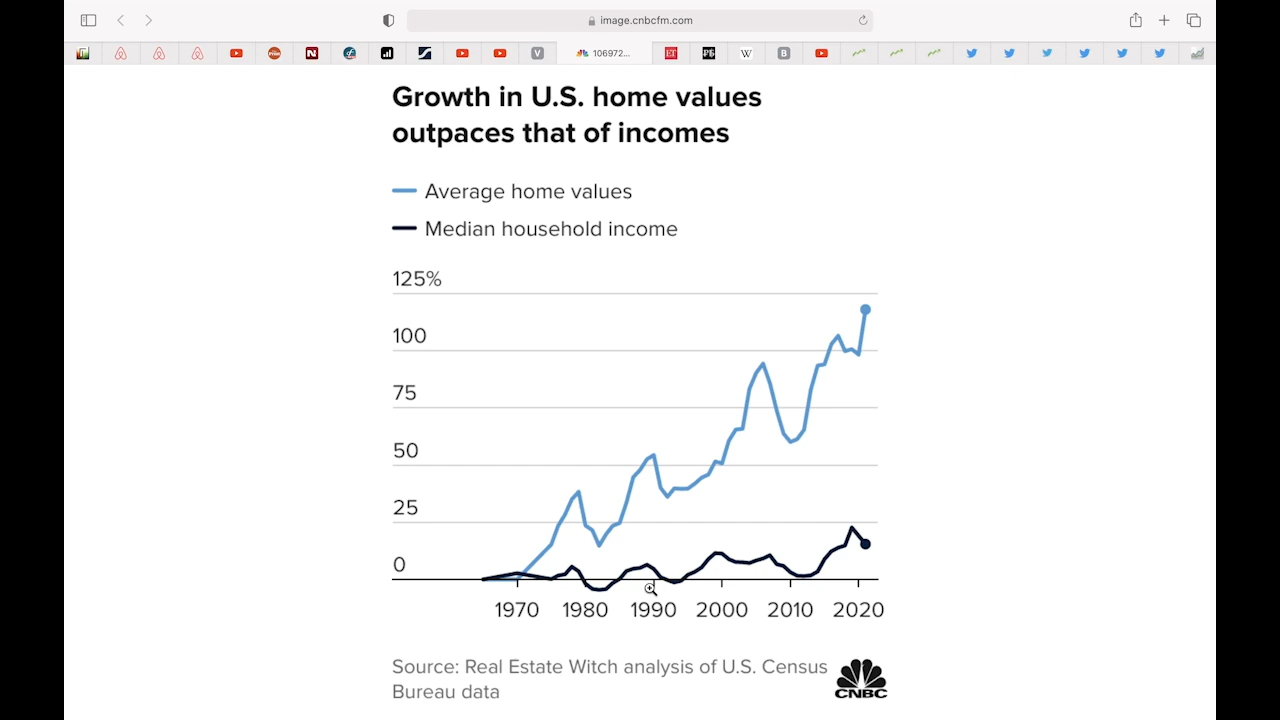 image.cnbcfm.com
106972...
Growth in U.S. home values
outpaces that of incomes
Average home values
Median household income
125%
100
75
50
25
0
1970 1980 1990 2000 2010 2020
Source: Real Estate Witch analysis of U.S. Census
Bureau data
CNBC